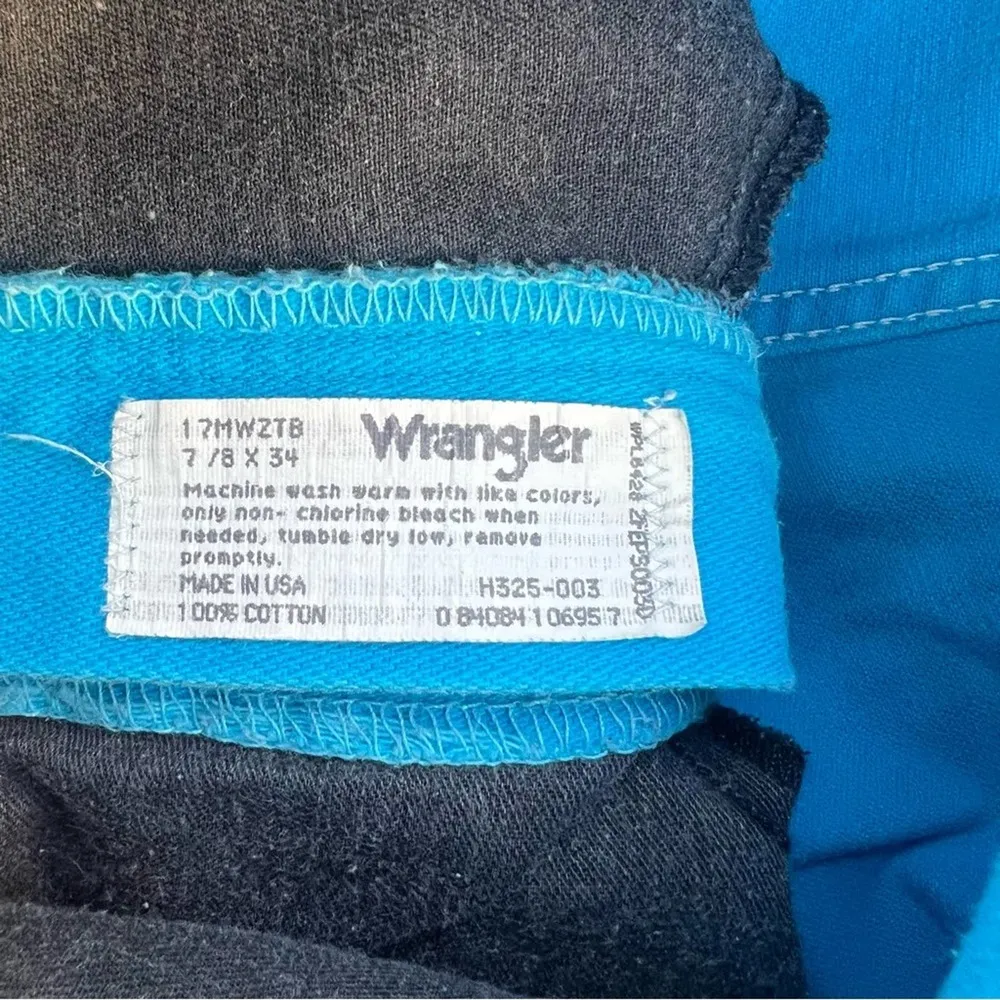 17MWZTB
7/8 X 34
Wrangler
Machine wash warm with like colors,
only non- chlorine bleach when
needed, tumble dry low, remove
promptly.
MADE IN USA
H325-003
100% COTTON
0 84084 10695 7
WPL8428